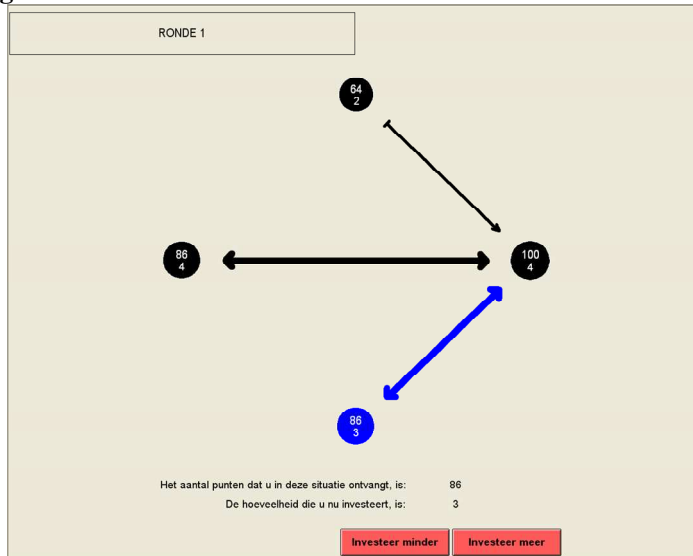 RONDE 1
64
2
86
4
100
4
86
3
Het aantal punten dat u in deze situatie ontvangt, is: 86
De hoeveelheid die u nu investeert, is: 3
Investeer minder Investeer meer